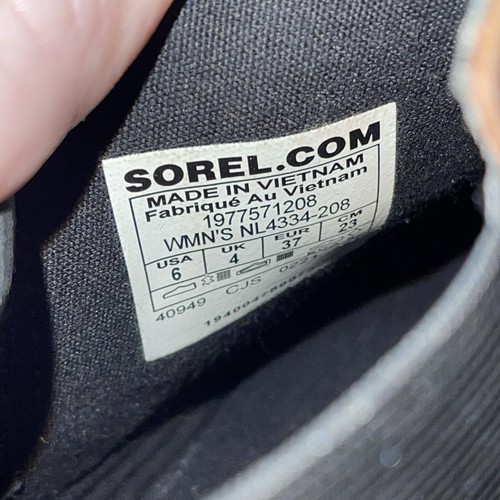 SOREL.COM
MADE IN VIETNAM
Fabriqué Au Vietnam
1977571208
WMN'S NL4334-208
USA UK EUR CM
6 4 37 23
40949 CJS